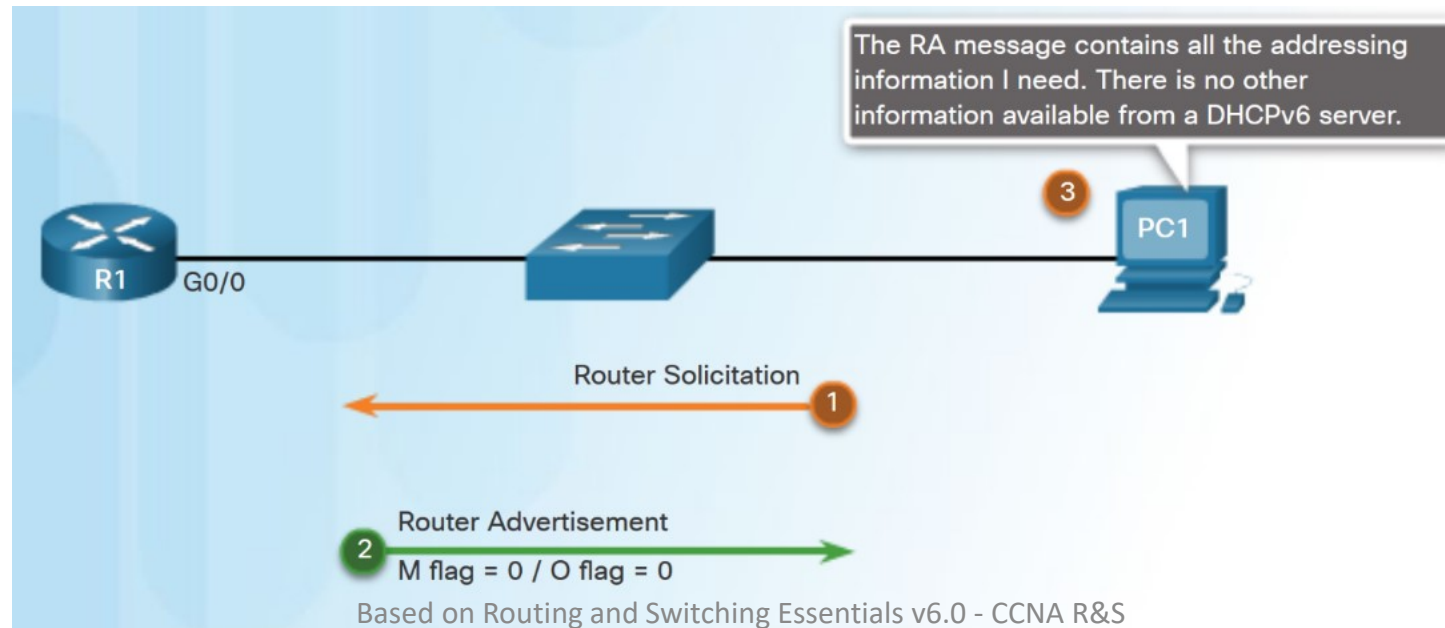 The RA message contains all the addressing
information I need. There is no other
information available from a DHCPv6 server.
3
PC1
R1
G0/0
Router Solicitation
1
Router Advertisement
2
M flag = 0 / O flag = 0
Based on Routing and Switching Essentials v6.0 - CCNA R&S